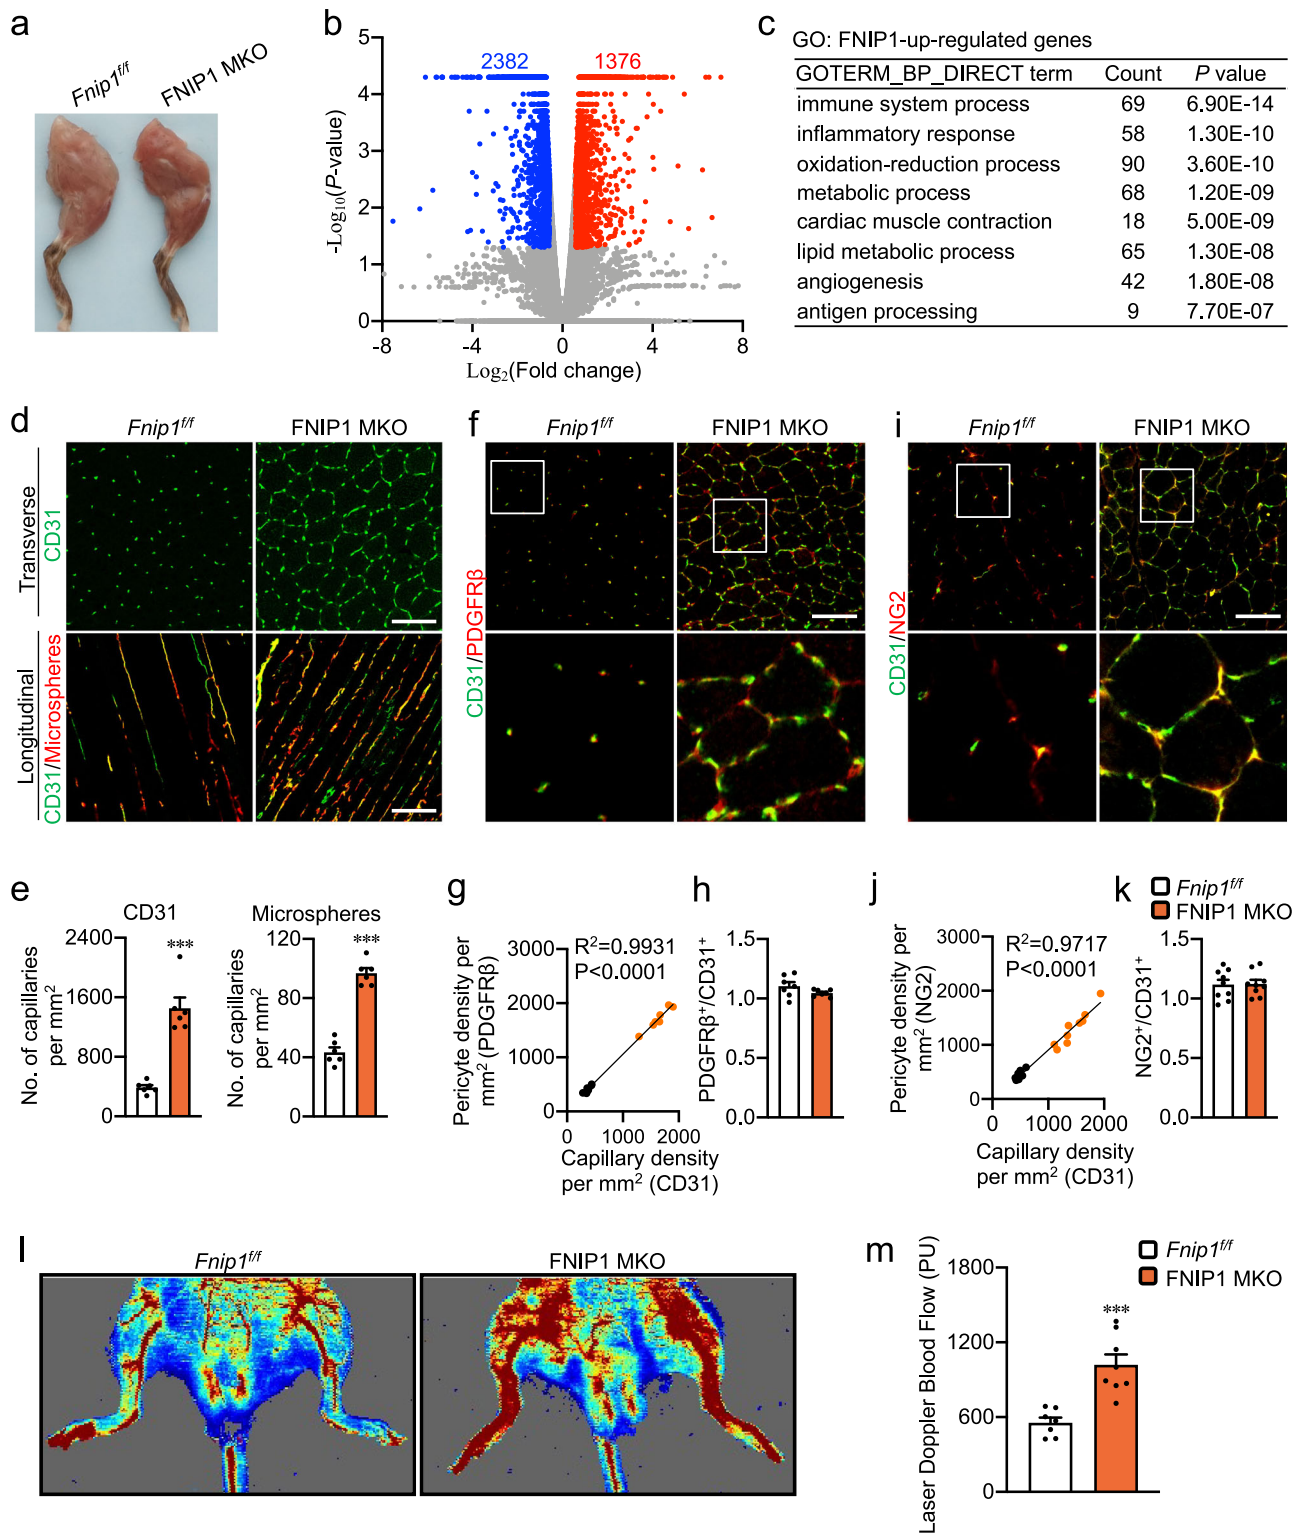 a
Fnip1f/f
FNIP1 MKO
b
5
4
3
2
1
0
-8
-4
0
4
8
2382
1376
-Log10(P-value)
Log2(Fold change)
c
GO: FNIP1-up-regulated genes
GOTERM_BP_DIRECT term Count P value
immune system process 69 6.90E-14
inflammatory response 58 1.30E-10
oxidation-reduction process 90 3.60E-10
metabolic process 68 1.20E-09
cardiac muscle contraction 18 5.00E-09
lipid metabolic process 65 1.30E-08
angiogenesis 42 1.80E-08
antigen processing 9 7.70E-07
d
Fnip1f/f
FNIP1 MKO
Transverse
CD31
Longitudinal
CD31/Microspheres
f
Fnip1f/f
FNIP1 MKO
CD31/PDGFRβ
i
Fnip1f/f
FNIP1 MKO
CD31/NG2
e
CD31
No. of capillaries
per mm2
2400
1600
800
0
***
Microspheres
No. of capillaries
per mm2
120
80
40
0
***
g
Pericyte density per
mm2 (PDGFRβ)
3000
2000
1000
0
R2=0.9931
P<0.0001
0
1000
2000
Capillary density
per mm2 (CD31)
h
PDGFRβ+/CD31+
1.5
1.0
0.5
0.0
j
Pericyte density per
mm2 (NG2)
3000
2000
1000
0
R2=0.9717
P<0.0001
0
1000
2000
Capillary density
per mm2 (CD31)
k
Fnip1f/f
FNIP1 MKO
NG2+/CD31+
1.5
1.0
0.5
0.0
l
Fnip1f/f
FNIP1 MKO
m
Fnip1f/f
FNIP1 MKO
Laser Doppler Blood Flow (PU)
1800
1200
600
0
***